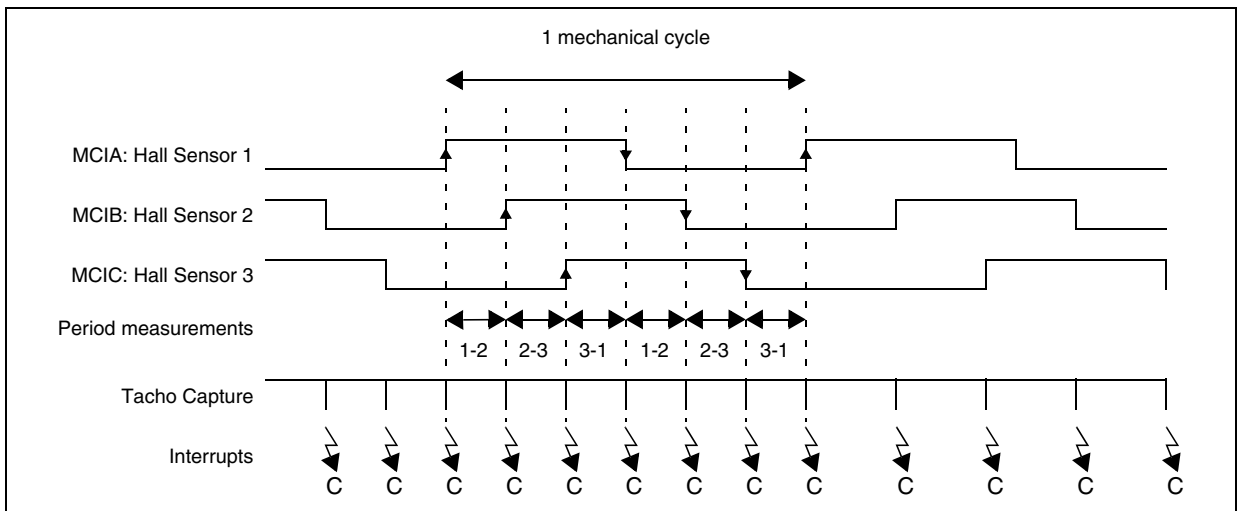 1 mechanical cycle
MCIA: Hall Sensor 1
MCIB: Hall Sensor 2
MCIC: Hall Sensor 3
Period measurements
1-2 2-3 3-1 1-2 2-3 3-1
Tacho Capture
Interrupts
C C C C C C C C C C C C C